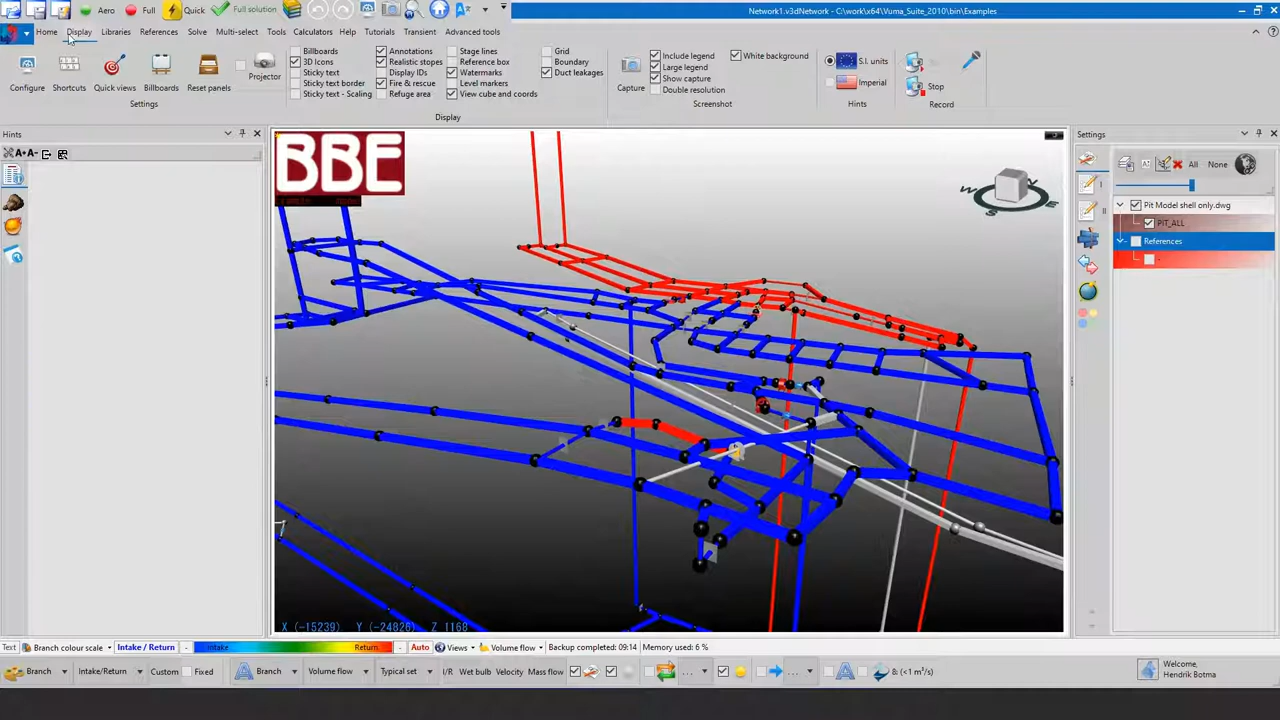 Aero Full Quick Full solution
Network1.v3dNetwork - C:\work\x64\Vuma_Suite_2010\bin\Examples
Home Display Libraries References Solve Multi-select Tools Calculators Help Tutorials Transient Advanced tools
Configure Shortcuts Quick views Billboards Reset panels Projector
Settings
Billboards
3D Icons
Sticky text
Sticky text border
Sticky text - Scaling
Annotations
Realistic stopes
Display IDs
Fire & rescue
Refuge area
Stage lines
Reference box
Watermarks
Level markers
View cube and coords
Grid
Boundary
Duct leakages
Display
Capture
Include legend
Large legend
Show capture
Double resolution
White background
Screenshot
S.I. units
Imperial
Hints
Stop
Record
Hints
A+ A-
BBE
W S E
X (-15239) Y (-24826) Z 1168
Settings
All None
Pit Model shell only.dwg
PIT_ALL
References
-
Text Branch colour scale Intake / Return - Intake Return - Auto Views Volume flow Backup completed: 09:14 Memory used: 6 %
Branch Intake/Return Custom Fixed Branch Volume flow Typical set I/R Wet bulb Velocity Mass flow ... ... 8: (<1 m³/s)
Welcome,
Hendrik Botma